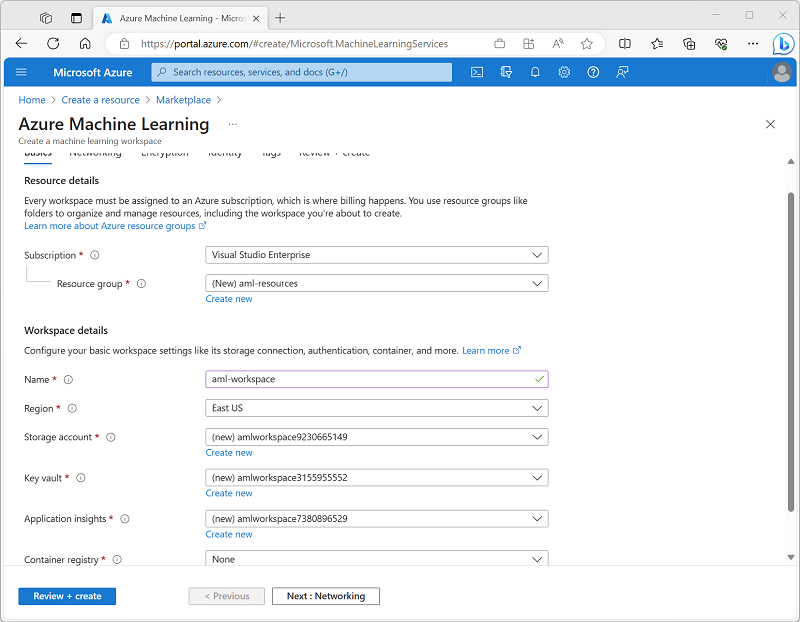 Azure Machine Learning - Micro
https://portal.azure.com/#create/Microsoft.MachineLearningServices
Microsoft Azure
Search resources, services, and docs (G+/)
Home > Create a resource > Marketplace >
Azure Machine Learning ...
Create a machine learning workspace
Basics Networking Encryption Identity Tags Review + create
Resource details
Every workspace must be assigned to an Azure subscription, which is where billing happens. You use resource groups like
folders to organize and manage resources, including the workspace you're about to create.
Learn more about Azure resource groups
Subscription * Visual Studio Enterprise
Resource group * (New) aml-resources
Create new
Workspace details
Configure your basic workspace settings like its storage connection, authentication, container, and more. Learn more
Name * aml-workspace
Region * East US
Storage account * (new) amlworkspace9230665149
Create new
Key vault * (new) amlworkspace3155955552
Create new
Application insights * (new) amlworkspace7380896529
Create new
Container registry * None
Review + create
< Previous
Next : Networking